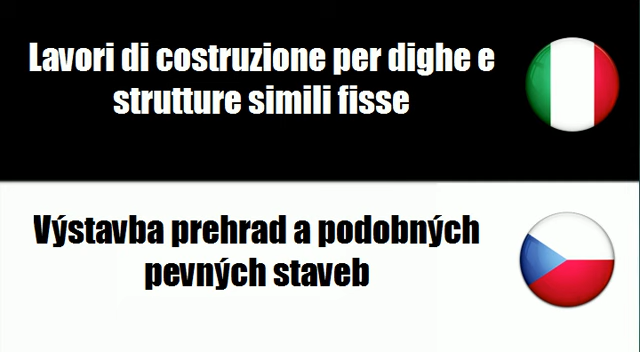 Lavori di costruzione per dighe e
strutture simili fisse
Výstavba prehrad a podobných
pevných staveb